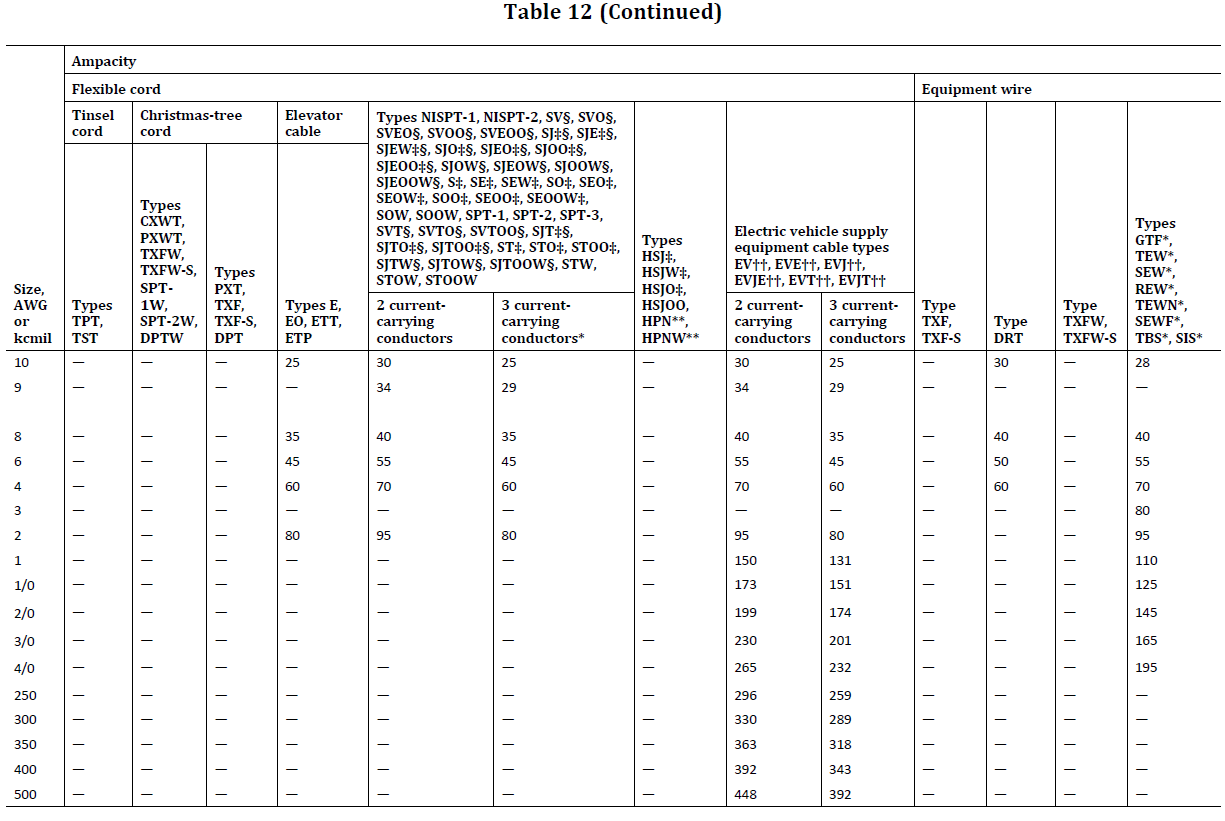 Table 12 (Continued)
Ampacity
Flexible cord
Equipment wire
Tinsel
cord
Christmas-tree
cord
Elevator
cable
Types NISPT-1, NISPT-2, SV§, SVO§,
SVEO§, SVOO§, SVEOO§, SJ‡§, SJE‡§,
SJEW‡§, SJO‡§, SJEO‡§, SJOO‡§,
SJEOO‡§, SJOW§, SJEOW§, SJOOW§,
SJEOOW§, S‡, SE‡, SEW‡, SO‡, SEO‡,
SEOW‡, SOO‡, SEOO‡, SEOOW‡,
SOW, SOOW, SPT-1, SPT-2, SPT-3,
SVT§, SVTO§, SVTOO§, SJT‡§,
SJTO‡§, SJTOO‡§, ST‡, STO‡, STOO‡,
SJTW§, SJTOW§, SJTOOW§, STW,
STOW, STOOW
Size,
AWG
or
kcmil
Types
TPT,
TST
Types
CXWT,
PXWT,
TXFW,
TXFW-S,
SPT-
1W,
SPT-2W,
DPTW
Types
PXT,
TXF,
TXF-S,
DPT
Types E,
EO, ETT,
ETP
2 current-
carrying
conductors
3 current-
carrying
conductors*
Types
HSJ‡,
HSJW‡,
HSJO‡,
HSJOO,
HPN**,
HPNW**
Electric vehicle supply
equipment cable types
EV††, EVE††, EVJ††,
EVJE††, EVT††, EVJT††
2 current-
carrying
conductors
3 current-
carrying
conductors
Type
TXF,
TXF-S
Type
DRT
Type
TXFW,
TXFW-S
Types
GTF*,
TEW*,
SEW*,
REW*,
TEWN*,
SEWF*,
TBS*, SIS*
10 — — — 25 30 25 — 30 25 — 30 — 28
9 — — — — 34 29 — 34 29 — — — —
8 — — — 35 40 35 — 40 35 — 40 — 40
6 — — — 45 55 45 — 55 45 — 50 — 55
4 — — — 60 70 60 — 70 60 — 60 — 70
3 — — — — — — — — — — — — 80
2 — — — 80 95 80 — 95 80 — — — 95
1 — — — — — — — 150 131 — — — 110
1/0 — — — — — — — 173 151 — — — 125
2/0 — — — — — — — 199 174 — — — 145
3/0 — — — — — — — 230 201 — — — 165
4/0 — — — — — — — 265 232 — — — 195
250 — — — — — — — 296 259 — — — —
300 — — — — — — — 330 289 — — — —
350 — — — — — — — 363 318 — — — —
400 — — — — — — — 392 343 — — — —
500 — — — — — — — 448 392 — — — —